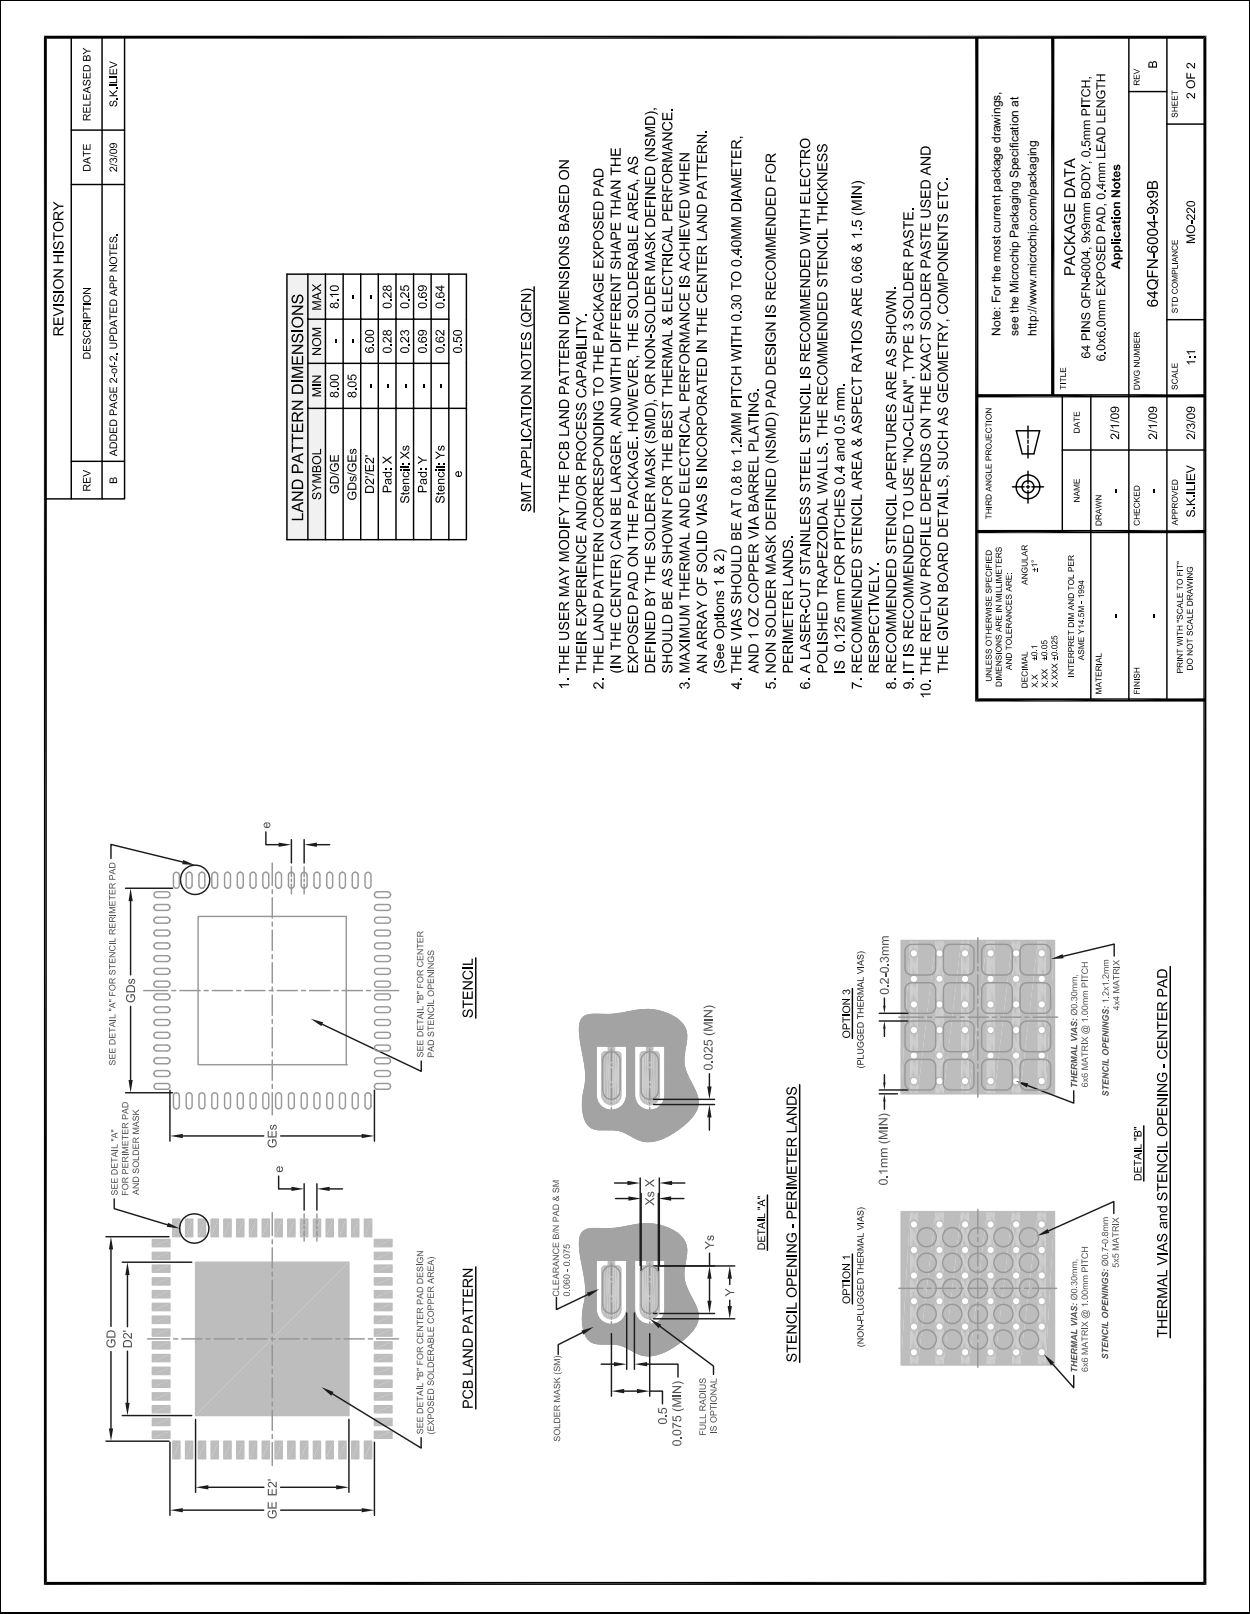 REVISION HISTORY
REV DESCRIPTION DATE RELEASED BY
B ADDED PAGE 2-of-2, UPDATED APP NOTES. 2/3/09 S.K.ILIEV
LAND PATTERN DIMENSIONS
SYMBOL MIN NOM MAX
GD/GE 8.00 - 8.10
GDs/GEs 8.05 - -
D2'/E2' - 6.00 -
Pad: X - 0.28 0.28
Stencil: Xs - 0.23 0.25
Pad: Y - 0.69 0.69
Stencil: Ys - 0.62 0.64
e 0.50
SMT APPLICATION NOTES (QFN)
1. THE USER MAY MODIFY THE PCB LAND PATTERN DIMENSIONS BASED ON
THEIR EXPERIENCE AND/OR PROCESS CAPABILITY.
2. THE LAND PATTERN CORRESPONDING TO THE PACKAGE EXPOSED PAD
(IN THE CENTER) CAN BE LARGER, AND WITH DIFFERENT SHAPE THAN THE
EXPOSED PAD ON THE PACKAGE. HOWEVER, THE SOLDERABLE AREA, AS
DEFINED BY THE SOLDER MASK (SMD), OR NON-SOLDER MASK DEFINED (NSMD),
SHOULD BE AS SHOWN FOR THE BEST THERMAL & ELECTRICAL PERFORMANCE.
3. MAXIMUM THERMAL AND ELECTRICAL PERFORMANCE IS ACHIEVED WHEN
AN ARRAY OF SOLID VIAS IS INCORPORATED IN THE CENTER LAND PATTERN.
(See Options 1 & 2)
4. THE VIAS SHOULD BE AT 0.8 to 1.2MM PITCH WITH 0.30 TO 0.40MM DIAMETER,
AND 1 OZ COPPER VIA BARREL PLATING.
5. NON SOLDER MASK DEFINED (NSMD) PAD DESIGN IS RECOMMENDED FOR
PERIMETER LANDS.
6. A LASER-CUT STAINLESS STEEL STENCIL IS RECOMMENDED WITH ELECTRO
POLISHED TRAPEZOIDAL WALLS. THE RECOMMENDED STENCIL THICKNESS
IS 0.125 mm FOR PITCHES 0.4 and 0.5 mm.
7. RECOMMENDED STENCIL AREA & ASPECT RATIOS ARE 0.66 & 1.5 (MIN)
RESPECTIVELY.
8. RECOMMENDED STENCIL APERTURES ARE AS SHOWN.
9. IT IS RECOMMENDED TO USE "NO-CLEAN", TYPE 3 SOLDER PASTE.
10. THE REFLOW PROFILE DEPENDS ON THE EXACT SOLDER PASTE USED AND
THE GIVEN BOARD DETAILS, SUCH AS GEOMETRY, COMPONENTS ETC.
SEE DETAIL "A"
FOR PERIMETER PAD
AND SOLDER MASK
GD
D2'
GE E2'
e
SEE DETAIL "B" FOR CENTER PAD DESIGN
(EXPOSED SOLDERABLE COPPER AREA)
PCB LAND PATTERN
SEE DETAIL "A" FOR STENCIL RERIMETER PAD
GDs
GEs
e
SEE DETAIL "B" FOR CENTER
PAD STENCIL OPENINGS
STENCIL
SOLDER MASK (SM)
CLEARANCE B/N PAD & SM
0.060 - 0.075
Xs X
Ys
Y
0.5
0.075 (MIN)
FULL RADIUS
IS OPTIONAL
0.025 (MIN)
DETAIL "A"
STENCIL OPENING - PERIMETER LANDS
OPTION 1
(NON-PLUGGED THERMAL VIAS)
THERMAL VIAS: Ø0.30mm,
6x6 MATRIX @ 1.00mm PITCH
STENCIL OPENINGS: Ø0.7-0.8mm
5x5 MATRIX
OPTION 3
(PLUGGED THERMAL VIAS)
0.1mm (MIN)
0.2-0.3mm
THERMAL VIAS: Ø0.30mm,
6x6 MATRIX @ 1.00mm PITCH
STENCIL OPENINGS: 1.2x1.2mm
4x4 MATRIX
DETAIL "B"
THERMAL VIAS and STENCIL OPENING - CENTER PAD
UNLESS OTHERWISE SPECIFIED
DIMENSIONS ARE IN MILLIMETERS
AND TOLERANCES ARE:
DECIMAL ANGULAR
X.X ±0.1 ±1°
X.XX ±0.05
X.XXX ±0.025
INTERPRET DIM AND TOL PER
ASME Y14.5M - 1994
MATERIAL
-
FINISH
-
PRINT WITH "SCALE TO FIT"
DO NOT SCALE DRAWING
THIRD ANGLE PROJECTION
NAME DATE
DRAWN
- 2/1/09
CHECKED
- 2/1/09
APPROVED
S.K.ILIEV 2/3/09
Note: For the most current package drawings,
see the Microchip Packaging Specification at
http://www.microchip.com/packaging
TITLE
PACKAGE DATA
64 PINS QFN-6004, 9x9mm BODY, 0.5mm PITCH,
6.0x6.0mm EXPOSED PAD, 0.4mm LEAD LENGTH
Application Notes
DWG NUMBER
64QFN-6004-9x9B
REV
B
SCALE
1:1
STD COMPLIANCE
MO-220
SHEET
2 OF 2